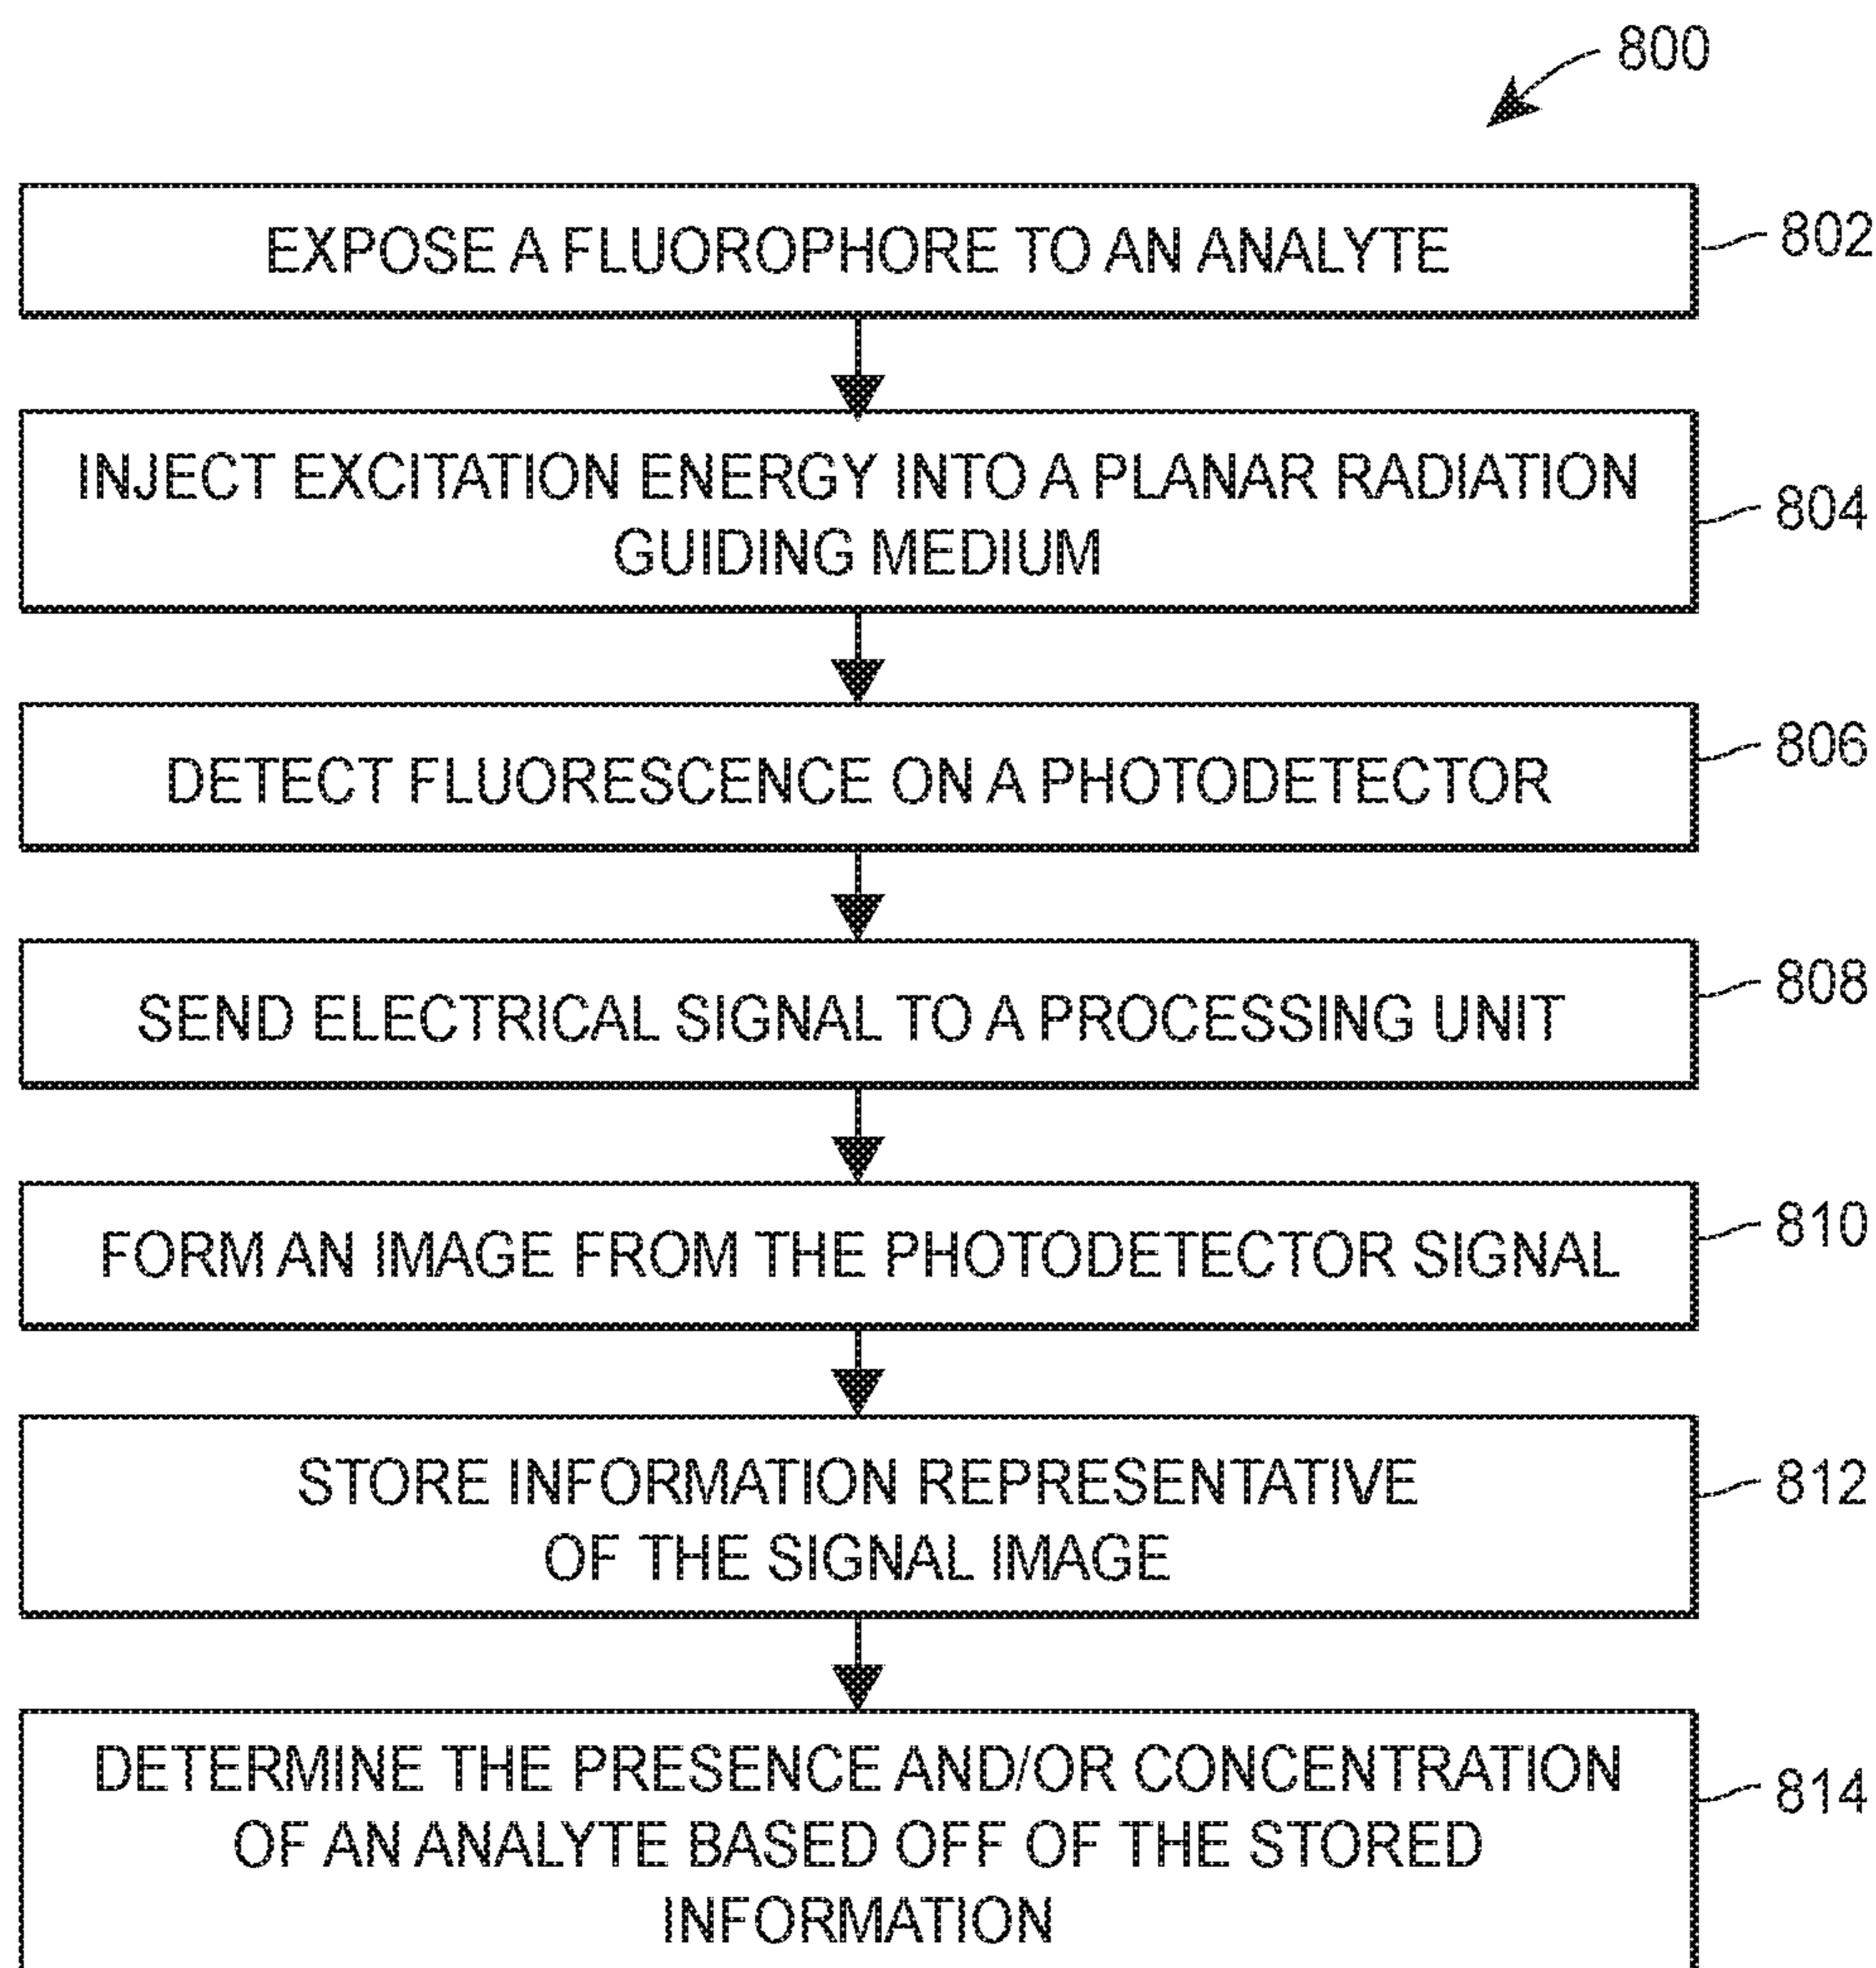 800
EXPOSE A FLUOROPHORE TO AN ANALYTE
802
INJECT EXCITATION ENERGY INTO A PLANAR RADIATION
GUIDING MEDIUM
804
DETECT FLUORESCENCE ON A PHOTODETECTOR
806
SEND ELECTRICAL SIGNAL TO A PROCESSING UNIT
808
FORM AN IMAGE FROM THE PHOTODETECTOR SIGNAL
810
STORE INFORMATION REPRESENTATIVE
OF THE SIGNAL IMAGE
812
DETERMINE THE PRESENCE AND/OR CONCENTRATION
OF AN ANALYTE BASED OFF OF THE STORED
INFORMATION
814